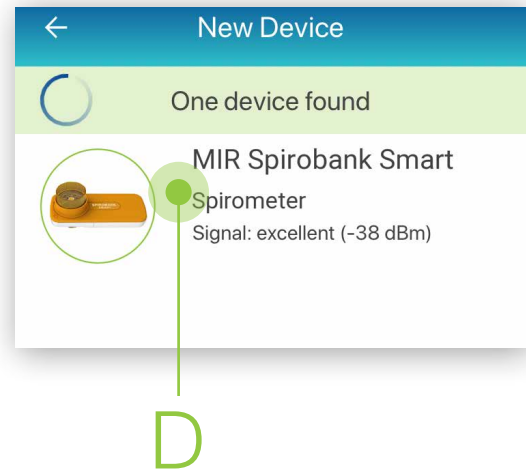 New Device
One device found
MIR Spirobank Smart
Spirometer
Signal: excellent (-38 dBm)
D